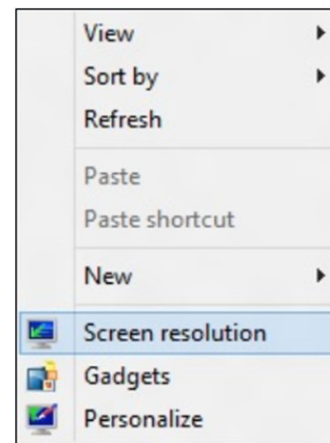 View
Sort by
Refresh
Paste
Paste shortcut
New
Screen resolution
Gadgets
Personalize